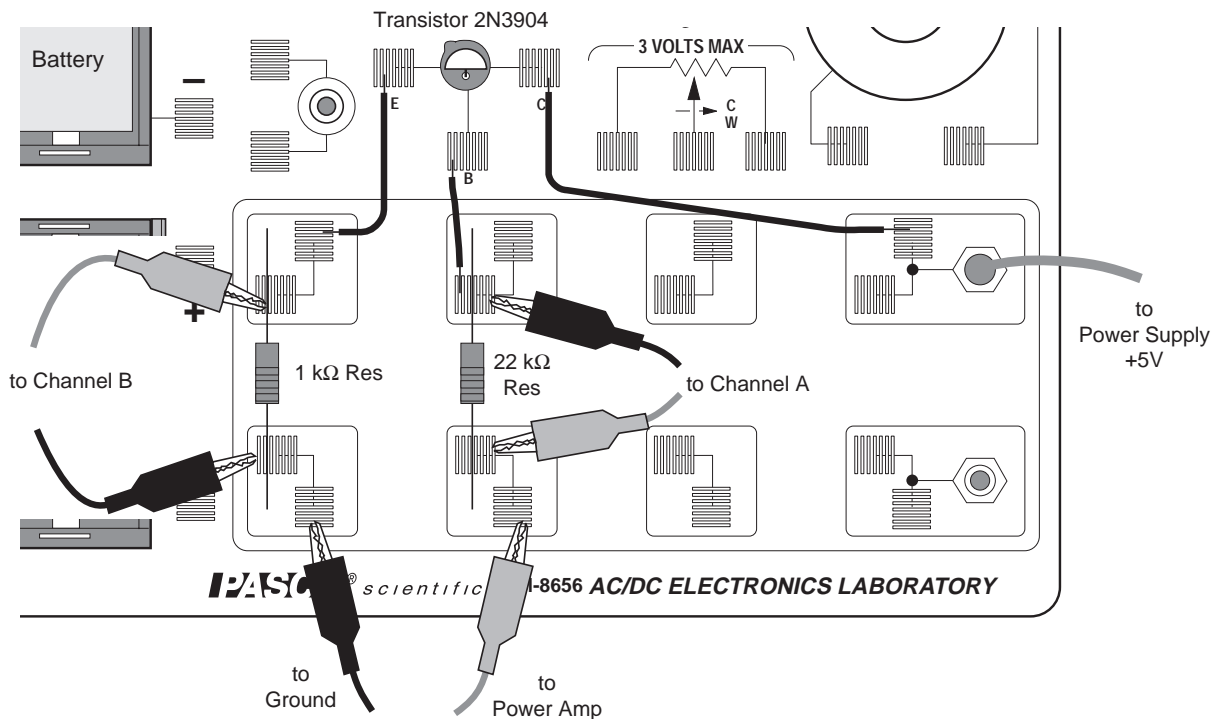 Transistor 2N3904
Battery
–
E
C
B
3 VOLTS MAX
C
W
+
to Channel B
1 kΩ Res
22 kΩ
Res
to Channel A
to
Power Supply
+5V
® scientific
-8656 AC/DC ELECTRONICS LABORATORY
to
Ground
to
Power Amp